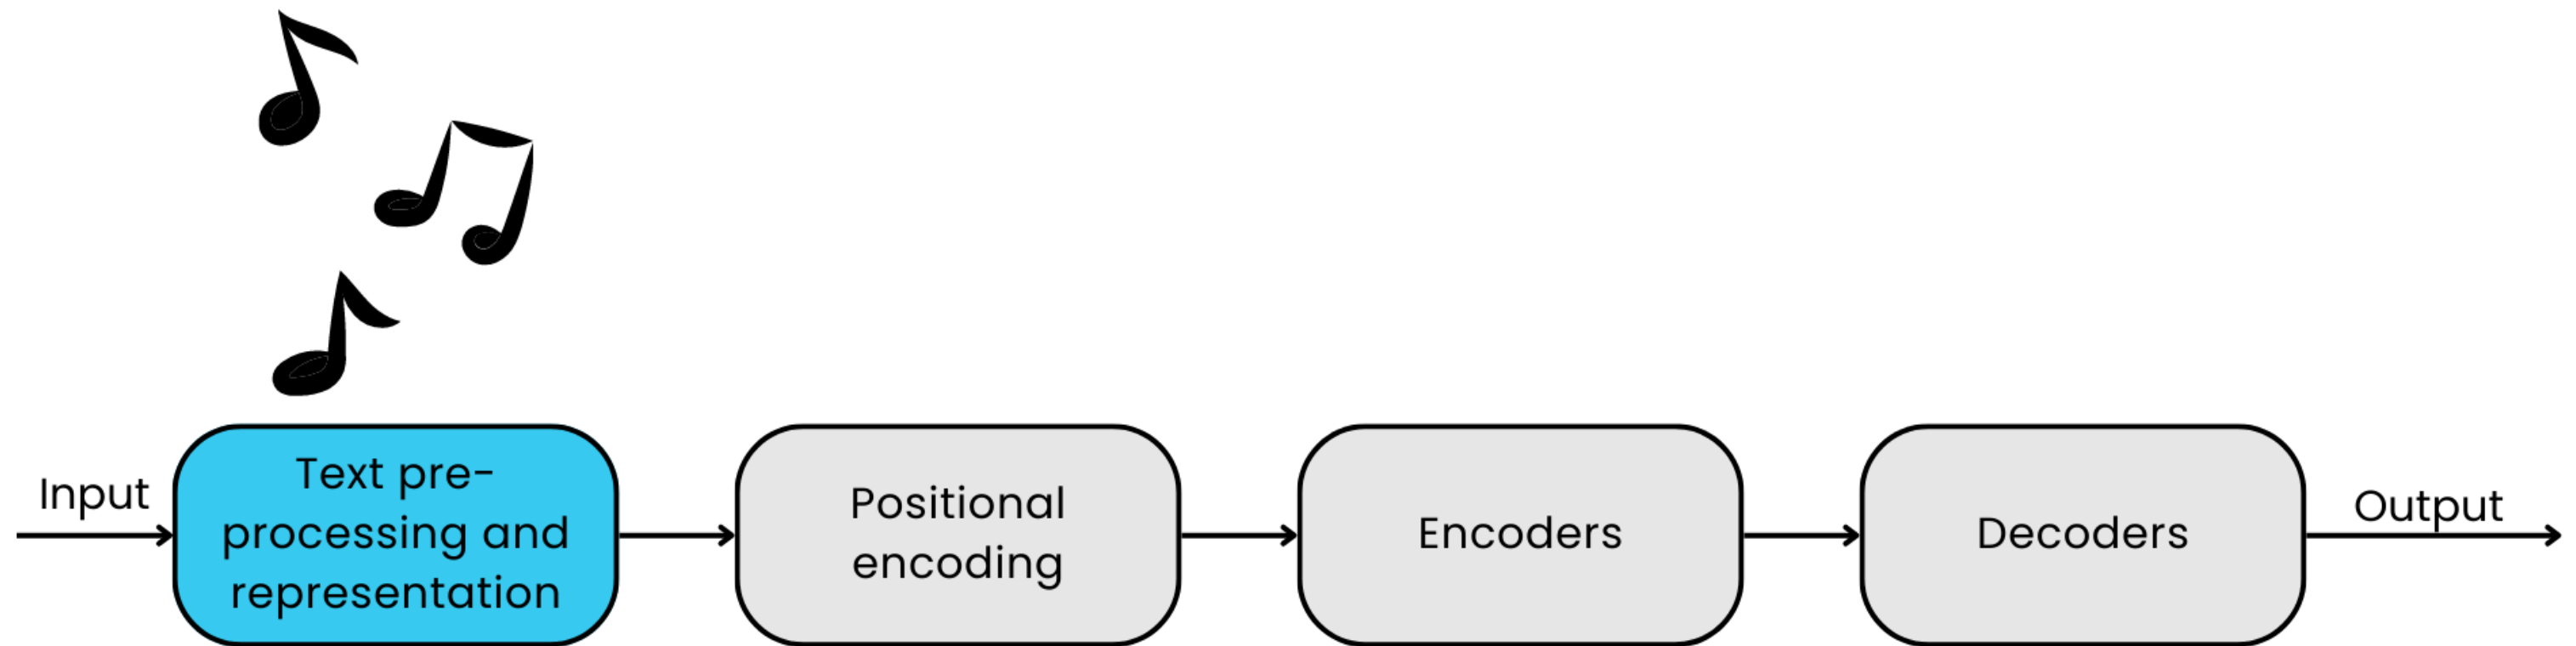 Input
Text pre-
processing and
representation
Positional
encoding
Encoders
Decoders
Output